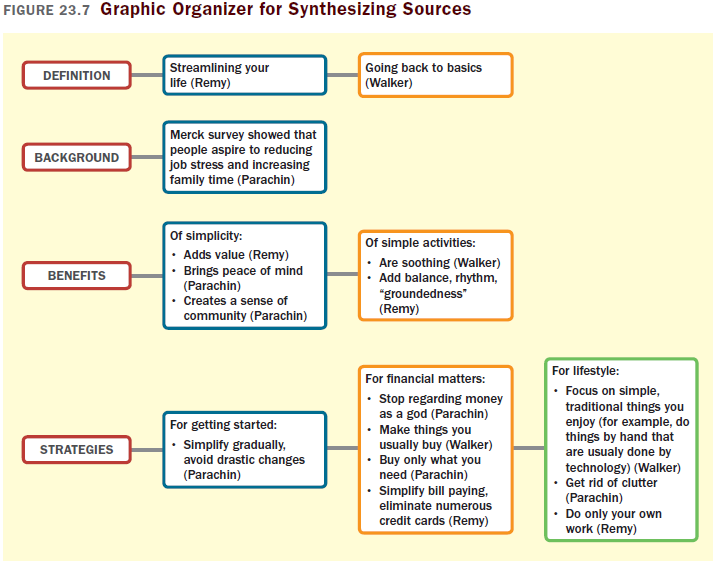 FIGURE 23.7 Graphic Organizer for Synthesizing Sources
DEFINITION
Streamlining your
life (Remy)
Going back to basics
(Walker)
BACKGROUND
Merck survey showed that
people aspire to reducing
job stress and increasing
family time (Parachin)
BENEFITS
Of simplicity:
• Adds value (Remy)
• Brings peace of mind
(Parachin)
• Creates a sense of
community (Parachin)
Of simple activities:
• Are soothing (Walker)
• Add balance, rhythm,
“groundedness”
(Remy)
STRATEGIES
For getting started:
• Simplify gradually,
avoid drastic changes
(Parachin)
For financial matters:
• Stop regarding money
as a god (Parachin)
• Make things you
usually buy (Walker)
• Buy only what you
need (Parachin)
• Simplify bill paying,
eliminate numerous
credit cards (Remy)
For lifestyle:
• Focus on simple,
traditional things you
enjoy (for example, do
things by hand that
are usualy done by
technology) (Walker)
• Get rid of clutter
(Parachin)
• Do only your own
work (Remy)